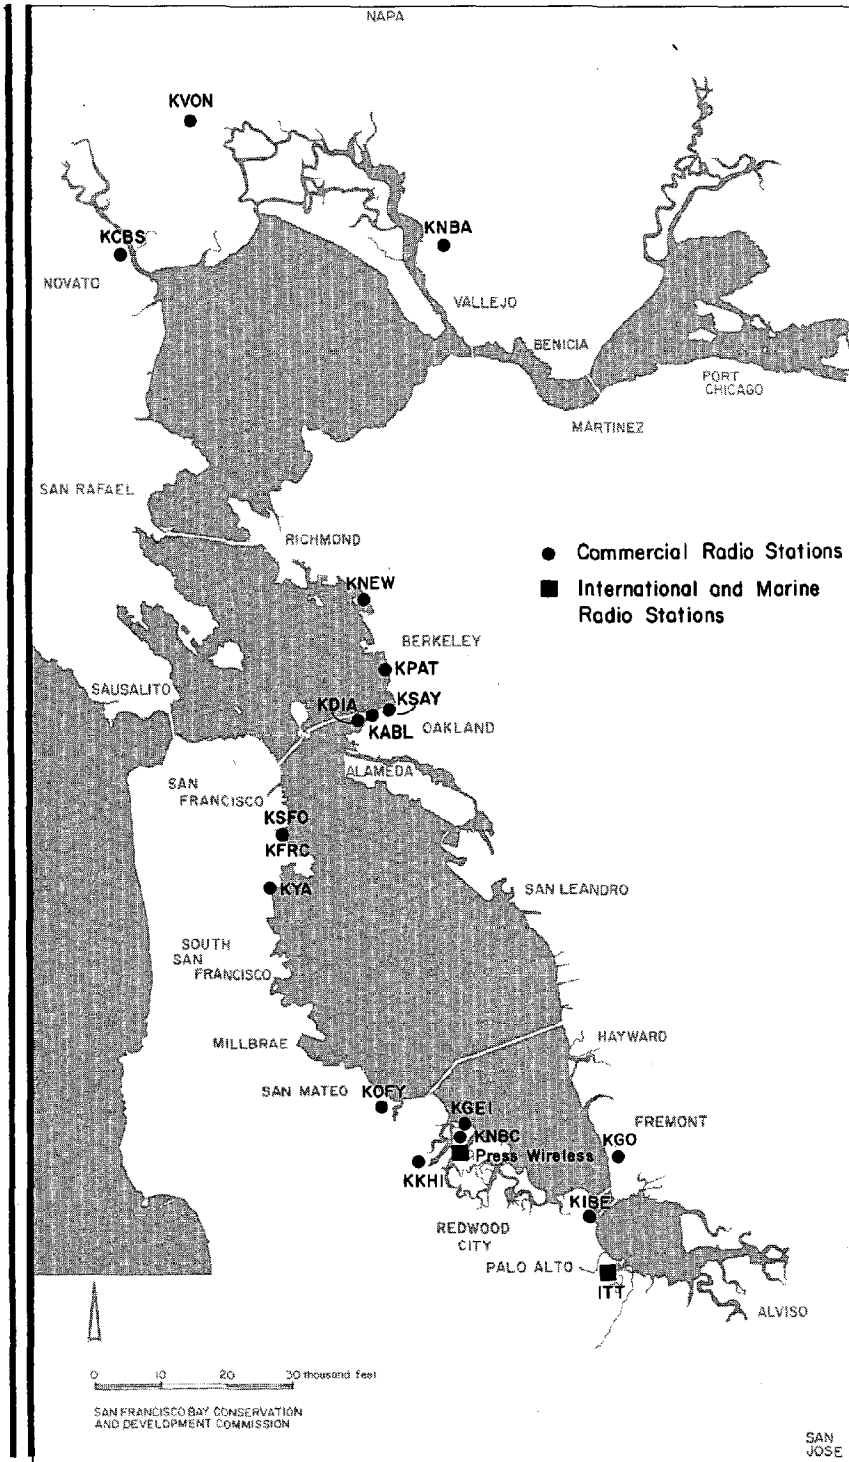 NAPA
KVON
KNBA
KCBS
NOVATO
VALLEJO
BENICIA
PORT
CHICAGO
MARTINEZ
SAN RAFAEL
RICHMOND
● Commercial Radio Stations
■ International and Marine
Radio Stations
KNEW
BERKELEY
KPAT
SAUSALITO
KDIA
KSAY
KABL
OAKLAND
ALAMEDA
SAN
FRANCISCO
KSFO
KFRC
KYA
SAN LEANDRO
SOUTH
SAN
FRANCISCO
MILLBRAE
HAYWARD
SAN MATEO
KOFY
KGEI
KNBC
Press Wireless
KKHI
FREMONT
KGO
KIBE
REDWOOD
CITY
PALO ALTO
ITT
ALVISO
0 10 20 30 thousand feet
SAN FRANCISCO BAY CONSERVATION
AND DEVELOPMENT COMMISSION
SAN
JOSE